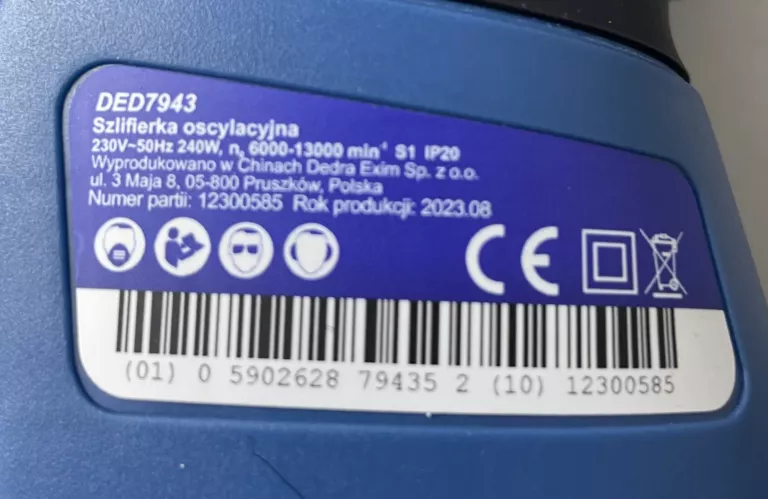 DED7943
Szlifierka oscylacyjna
230V~50Hz 240W, n₀ 6000-13000 min⁻¹ S1 IP20
Wyprodukowano w Chinach Dedra Exim Sp. z o.o.
ul. 3 Maja 8, 05-800 Pruszków, Polska
Numer partii: 12300585 Rok produkcji: 2023.08
CE
(01) 0 5902628 79435 2 (10) 12300585